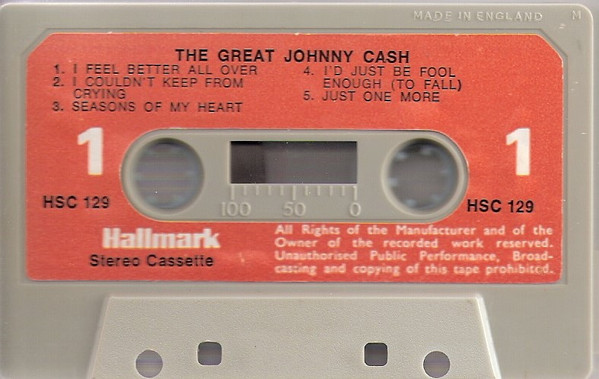 MADE IN ENGLAND M
THE GREAT JOHNNY CASH
1. I FEEL BETTER ALL OVER
2. I COULDN'T KEEP FROM
CRYING
3. SEASONS OF MY HEART
4. I'D JUST BE FOOL
ENOUGH (TO FALL)
5. JUST ONE MORE
1
1
HSC 129
HSC 129
100 50 0
Hallmark
Stereo Cassette
All Rights of the Manufacturer and of the
Owner of the recorded work reserved.
Unauthorised Public Performance, Broad-
casting and copying of this tape prohibited.